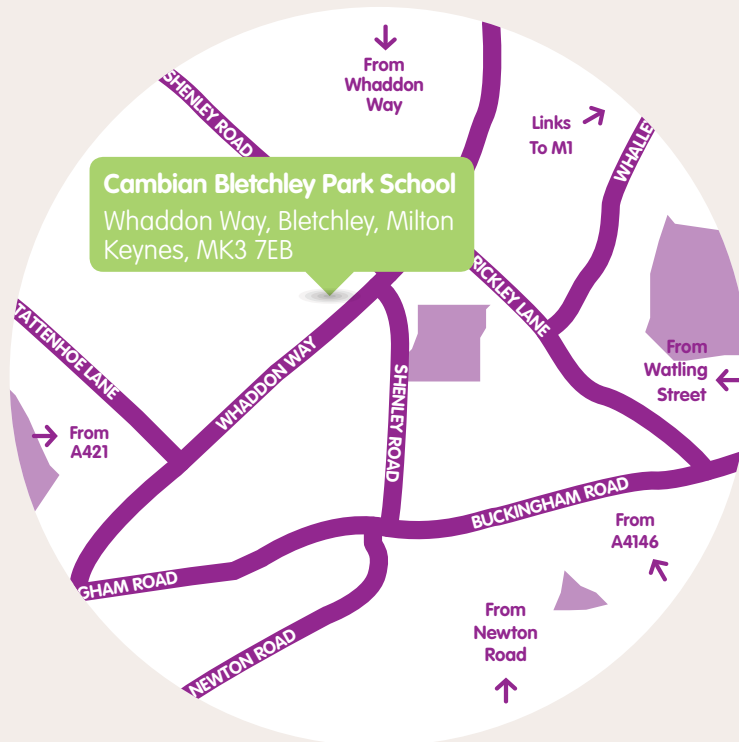 From
Whaddon
Way
SHENLEY ROAD
Links
To M1
WHALLE
Cambian Bletchley Park School
Whaddon Way, Bletchley, Milton
Keynes, MK3 7EB
RICKLEY LANE
TATTENHOE LANE
WHADDON WAY
SHENLEY ROAD
From
Watling
Street
From
A421
BUCKINGHAM ROAD
From
A4146
GHAM ROAD
From
Newton
Road
NEWTON ROAD